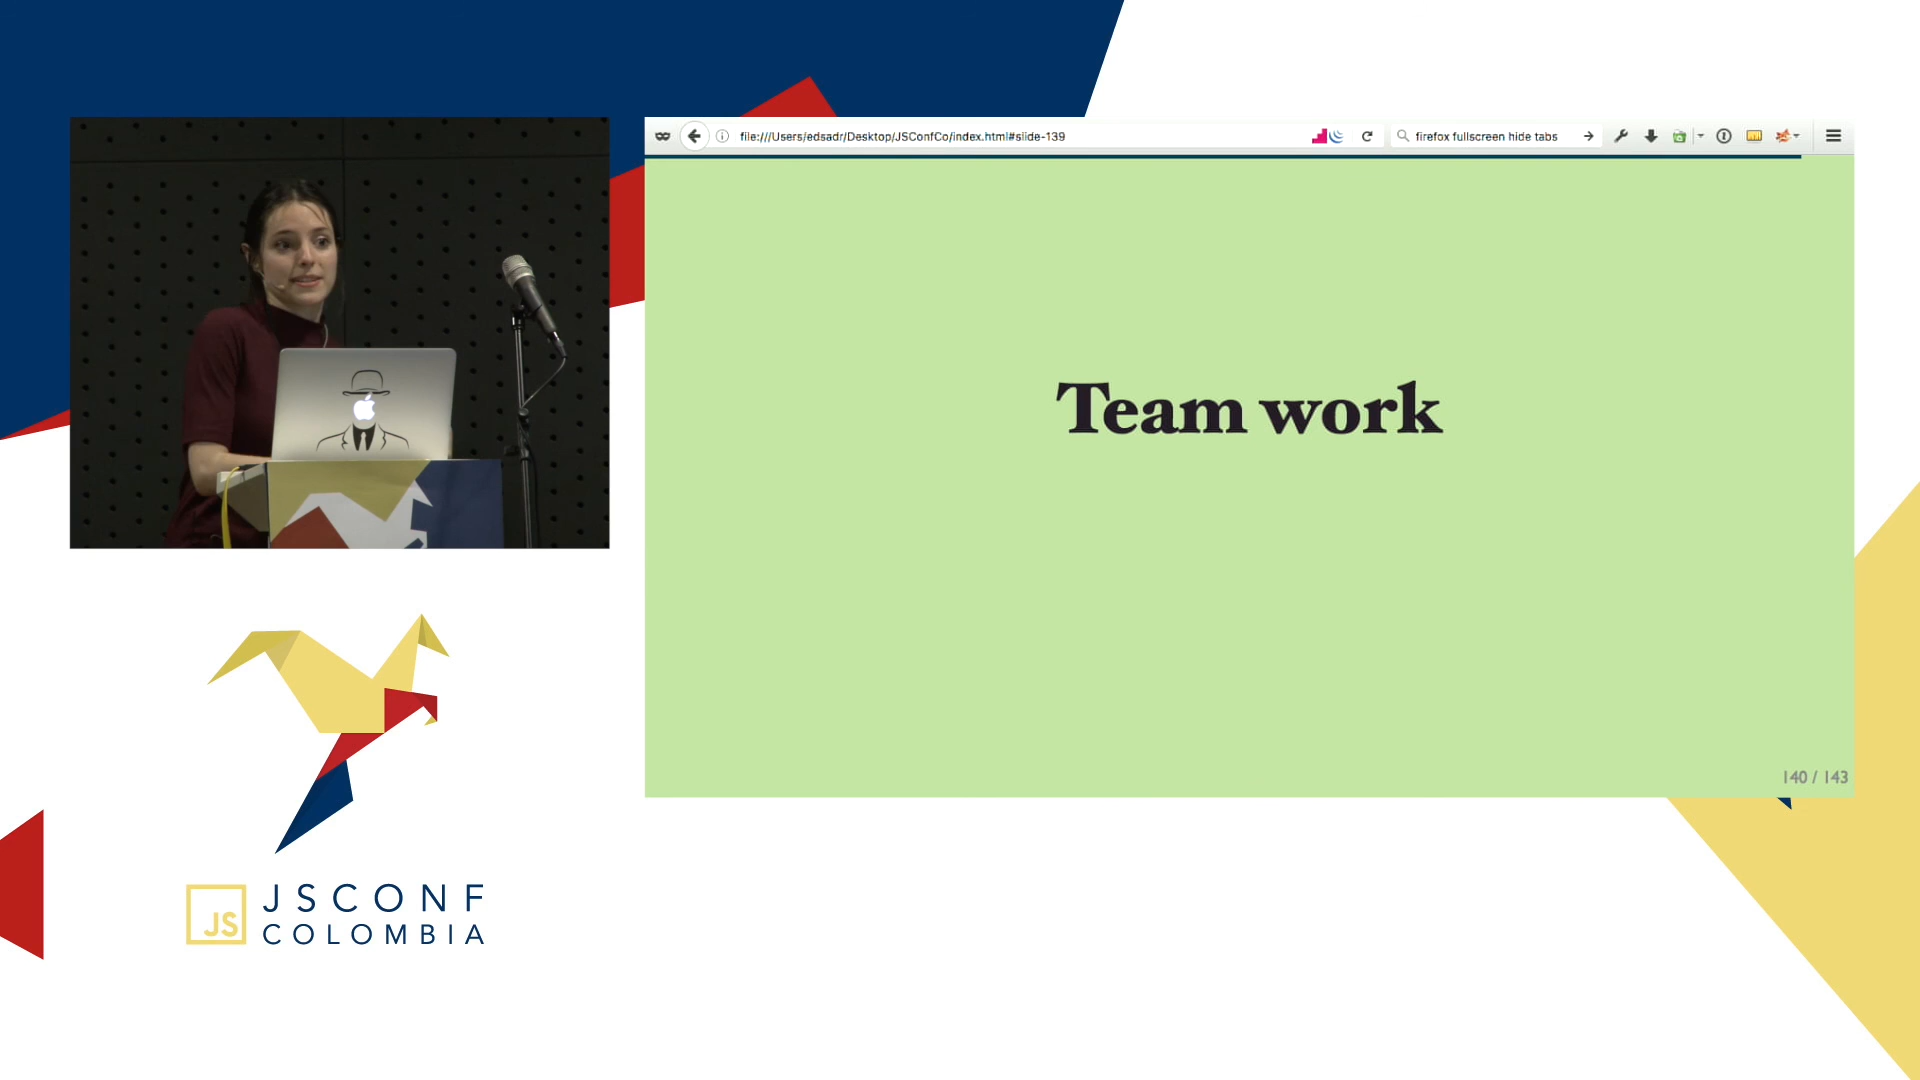 file:///Users/edsadr/Desktop/JSConfCo/index.html#slide-139
firefox fullscreen hide tabs
Team work
140 / 143
JS
JSCONF
COLOMBIA